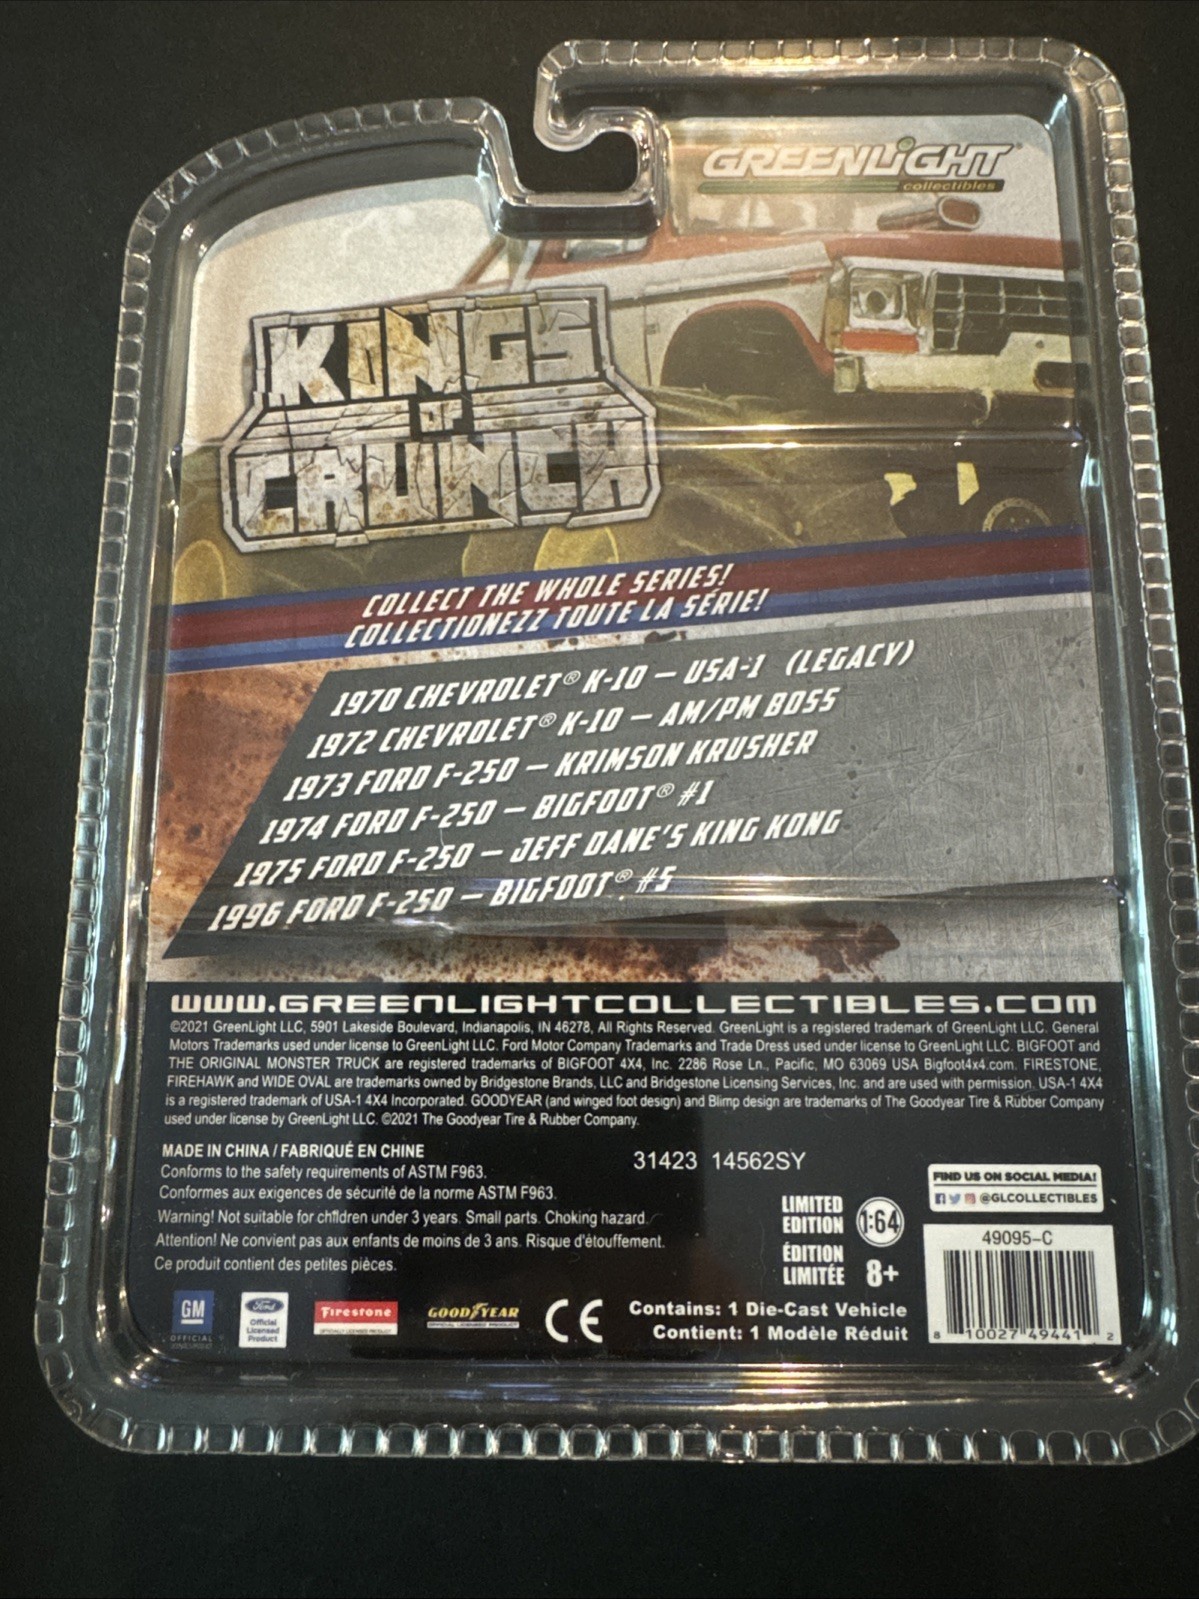 GREENLIGHT®
collectibles
KINGS
OF
CRUNCH
COLLECT THE WHOLE SERIES!
COLLECTIONEZZ TOUTE LA SÉRIE!
1970 CHEVROLET® K-10 – USA-1 (LEGACY)
1972 CHEVROLET® K-10 – AM/PM BOSS
1973 FORD F-250 – KRIMSON KRUSHER
1974 FORD F-250 – BIGFOOT® #1
1975 FORD F-250 – JEFF DANE'S KING KONG
1996 FORD F-250 – BIGFOOT® #5
WWW.GREENLIGHTCOLLECTIBLES.COM
©2021 GreenLight LLC, 5901 Lakeside Boulevard, Indianapolis, IN 46278, All Rights Reserved. GreenLight is a registered trademark of GreenLight LLC. General
Motors Trademarks used under license to GreenLight LLC. Ford Motor Company Trademarks and Trade Dress used under license to GreenLight LLC. BIGFOOT and
THE ORIGINAL MONSTER TRUCK are registered trademarks of BIGFOOT 4X4, Inc. 2286 Rose Ln., Pacific, MO 63069 USA Bigfoot4x4.com. FIRESTONE,
FIREHAWK and WIDE OVAL are trademarks owned by Bridgestone Brands, LLC and Bridgestone Licensing Services, Inc. and are used with permission. USA-1 4X4
is a registered trademark of USA-1 4X4 Incorporated. GOODYEAR (and winged foot design) and Blimp design are trademarks of The Goodyear Tire & Rubber Company
used under license by GreenLight LLC. ©2021 The Goodyear Tire & Rubber Company.
MADE IN CHINA / FABRIQUÉ EN CHINE
Conforms to the safety requirements of ASTM F963.
Conformes aux exigences de sécurité de la norme ASTM F963.
Warning! Not suitable for children under 3 years. Small parts. Choking hazard.
Attention! Ne convient pas aux enfants de moins de 3 ans. Risque d'étouffement.
Ce produit contient des petites pièces.
31423 14562SY
LIMITED
EDITION
1:64
ÉDITION
LIMITÉE
8+
FIND US ON SOCIAL MEDIA!
@GLCOLLECTIBLES
49095-C
8 10027 49441 2
GM
OFFICIAL
Ford
Official
Licensed
Product
Firestone
OFFICIALLY LICENSED PRODUCT
GOODYEAR
OFFICIAL LICENSED PRODUCT
CE
Contains: 1 Die-Cast Vehicle
Contient: 1 Modèle Réduit